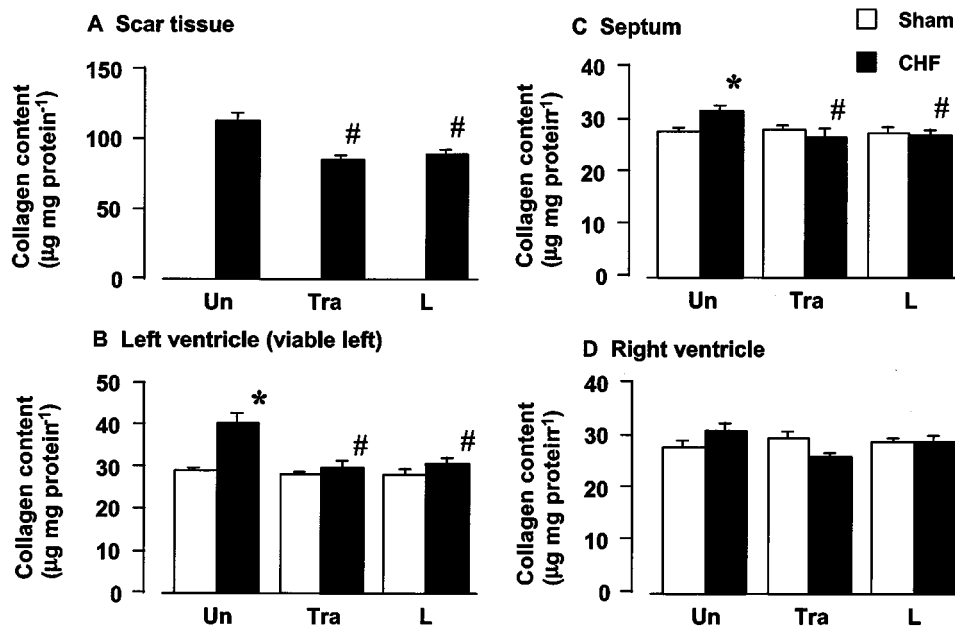 A Scar tissue
Collagen content
(µg mg protein⁻¹)
150
100
50
0
# #
Un Tra L
B Left ventricle (viable left)
Collagen content
(µg mg protein⁻¹)
50
40
30
20
10
0
* # #
Un Tra L
C Septum
Sham
CHF
Collagen content
(µg mg protein⁻¹)
40
30
20
10
0
* # #
Un Tra L
D Right ventricle
Collagen content
(µg mg protein⁻¹)
40
30
20
10
0
Un Tra L